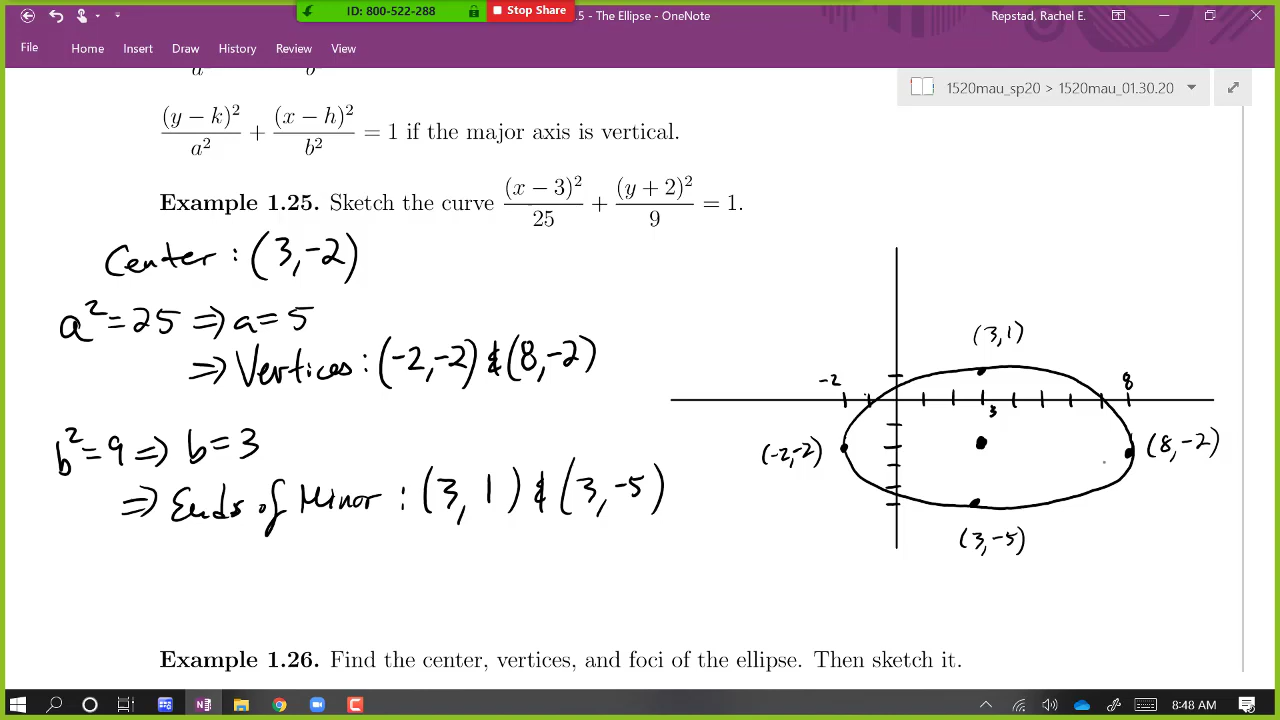 ID: 800-522-288 Stop Share
.5 - The Ellipse - OneNote
Repstad, Rachel E.
File Home Insert Draw History Review View
a b
1520mau_sp20 > 1520mau_01.30.20
(y − k)²/a² + (x − h)²/b² = 1 if the major axis is vertical.
Example 1.25. Sketch the curve (x − 3)²/25 + (y + 2)²/9 = 1.
Center : (3, -2)
a² = 25 ⇒ a = 5
⇒ Vertices : (-2, -2) & (8, -2)
b² = 9 ⇒ b = 3
⇒ Ends of Minor : (3, 1) & (3, -5)
(3, 1)
-2 8
3
(-2, -2) (8, -2)
(3, -5)
Example 1.26. Find the center, vertices, and foci of the ellipse. Then sketch it.
8:48 AM